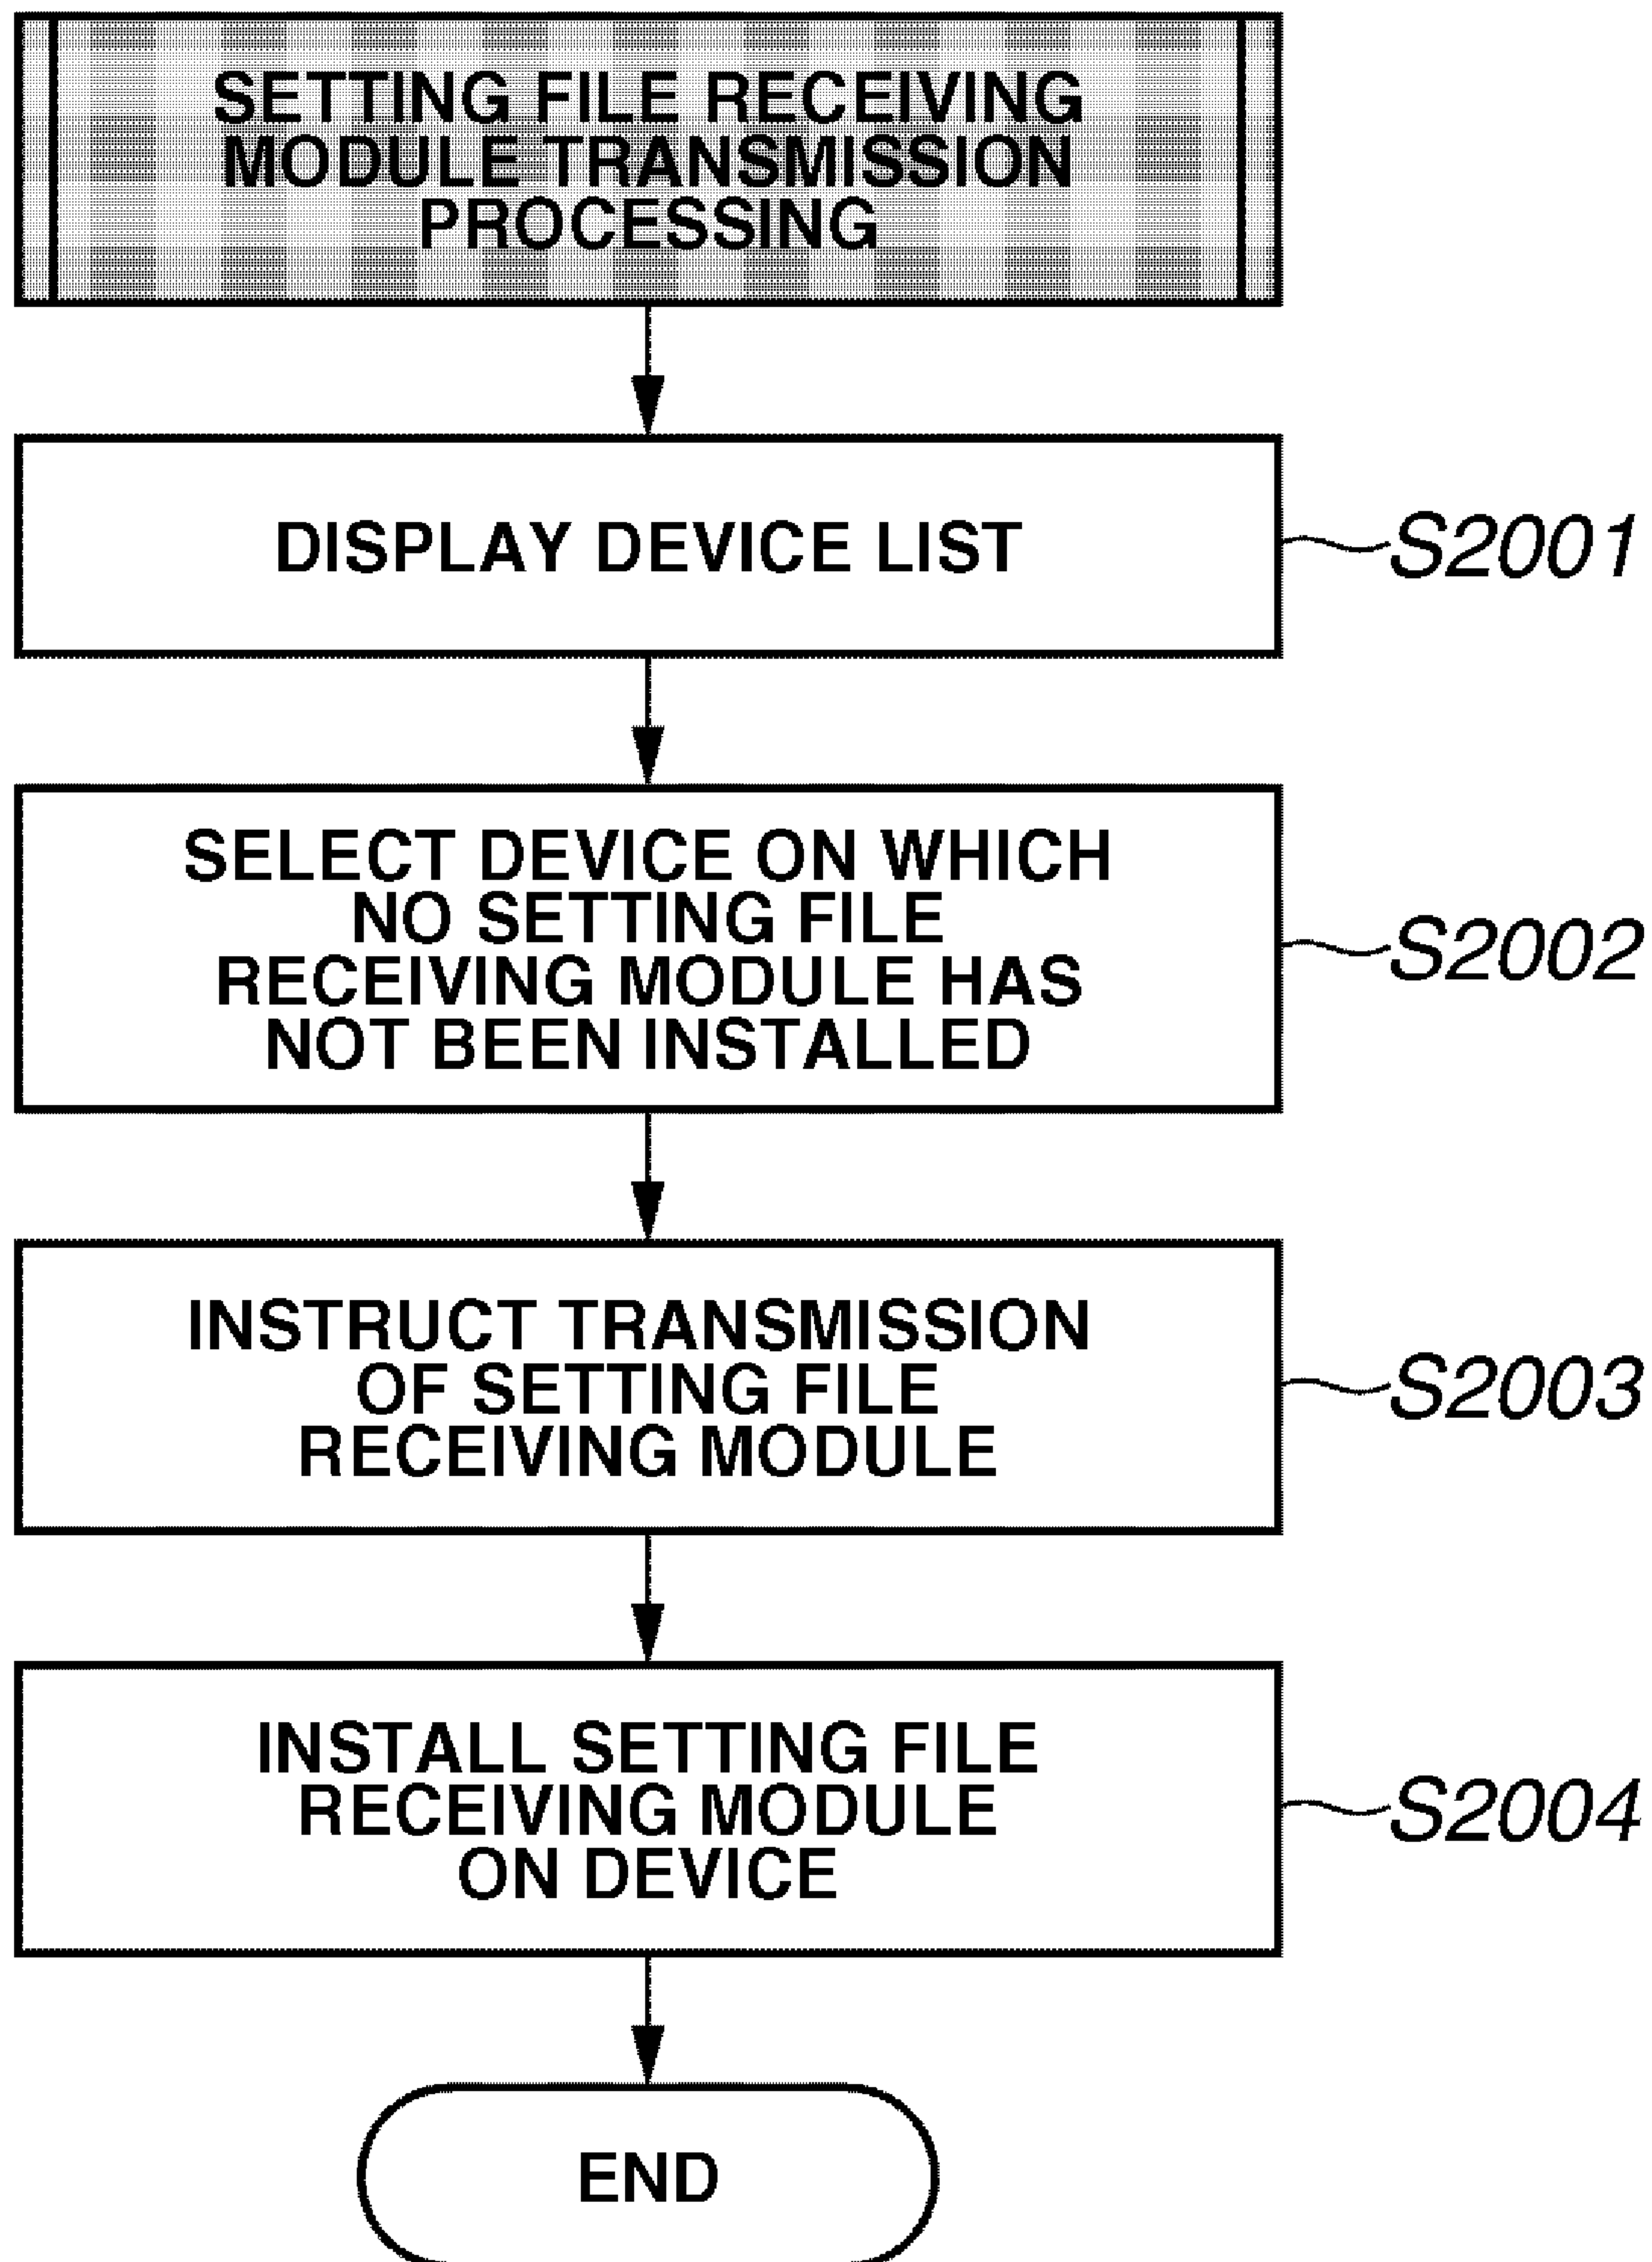 SETTING FILE RECEIVING
MODULE TRANSMISSION
PROCESSING
DISPLAY DEVICE LIST
S2001
SELECT DEVICE ON WHICH
NO SETTING FILE
RECEIVING MODULE HAS
NOT BEEN INSTALLED
S2002
INSTRUCT TRANSMISSION
OF SETTING FILE
RECEIVING MODULE
S2003
INSTALL SETTING FILE
RECEIVING MODULE
ON DEVICE
S2004
END